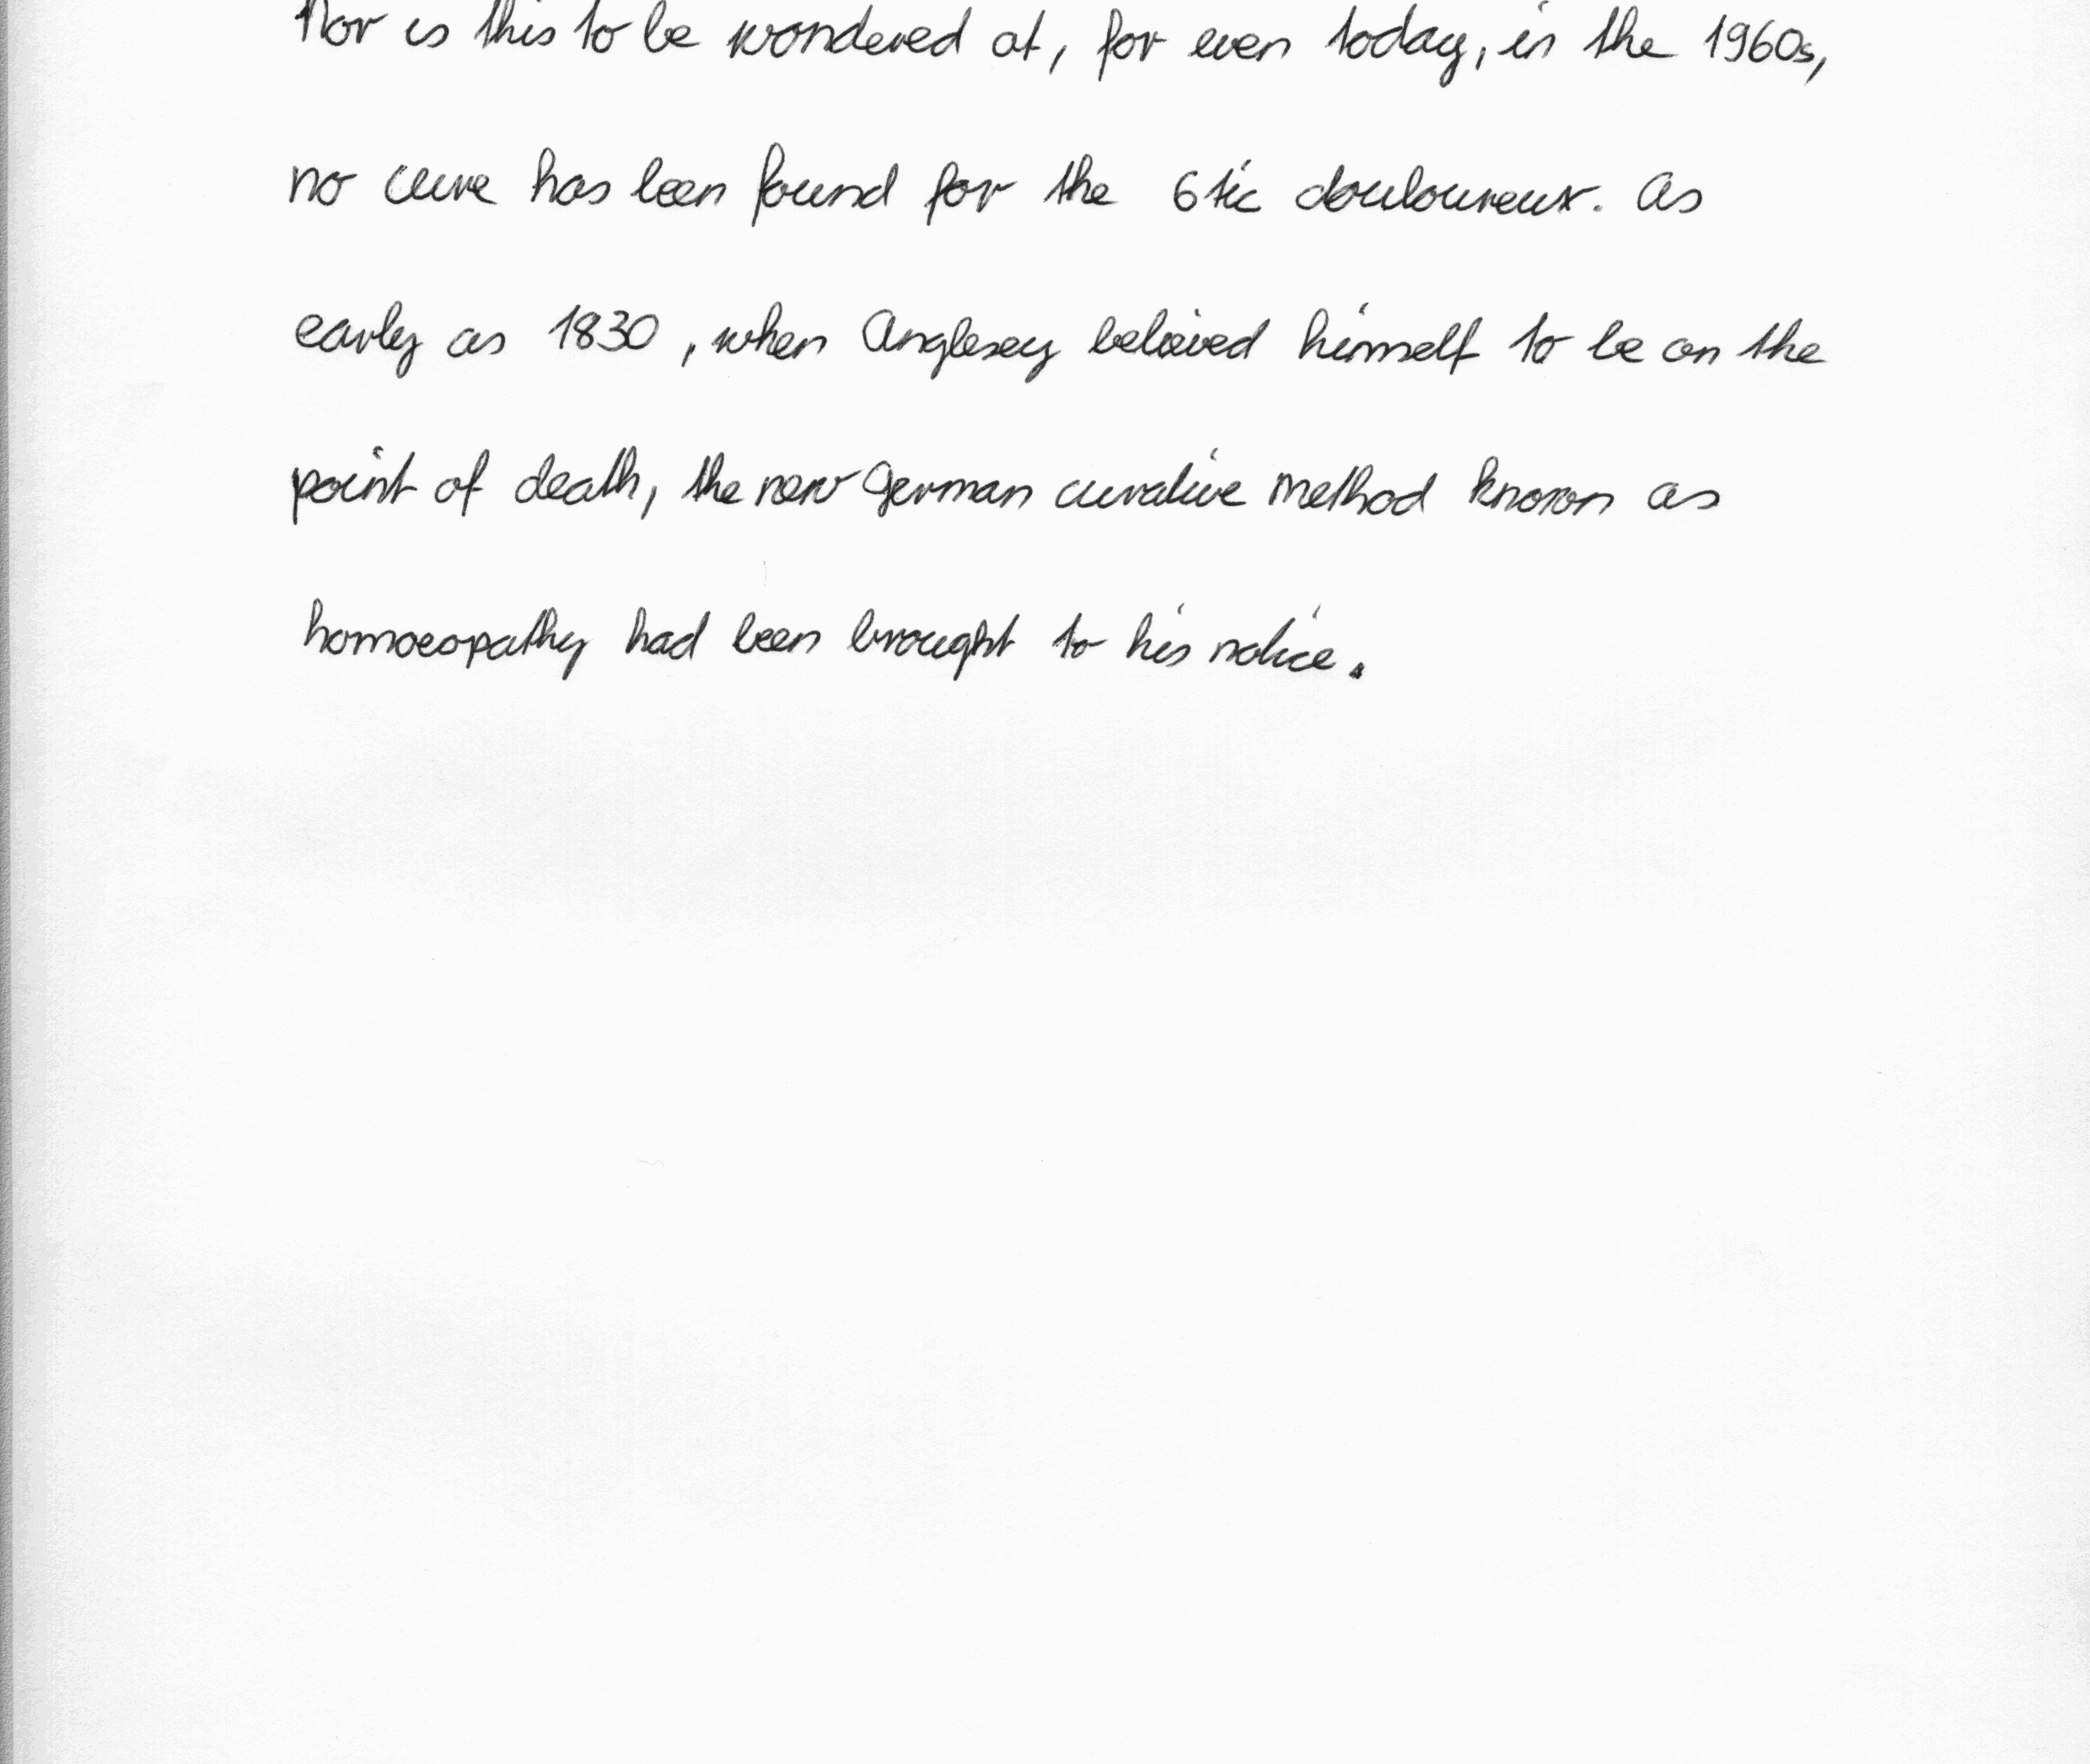 Nor is this to be wondered at, for even today, in the 1960s,
no cure has been found for the 6tic douloureux. As
early as 1830, when Anglesey believed himself to be on the
point of death, the new German curative method known as
homoeopathy had been brought to his notice.